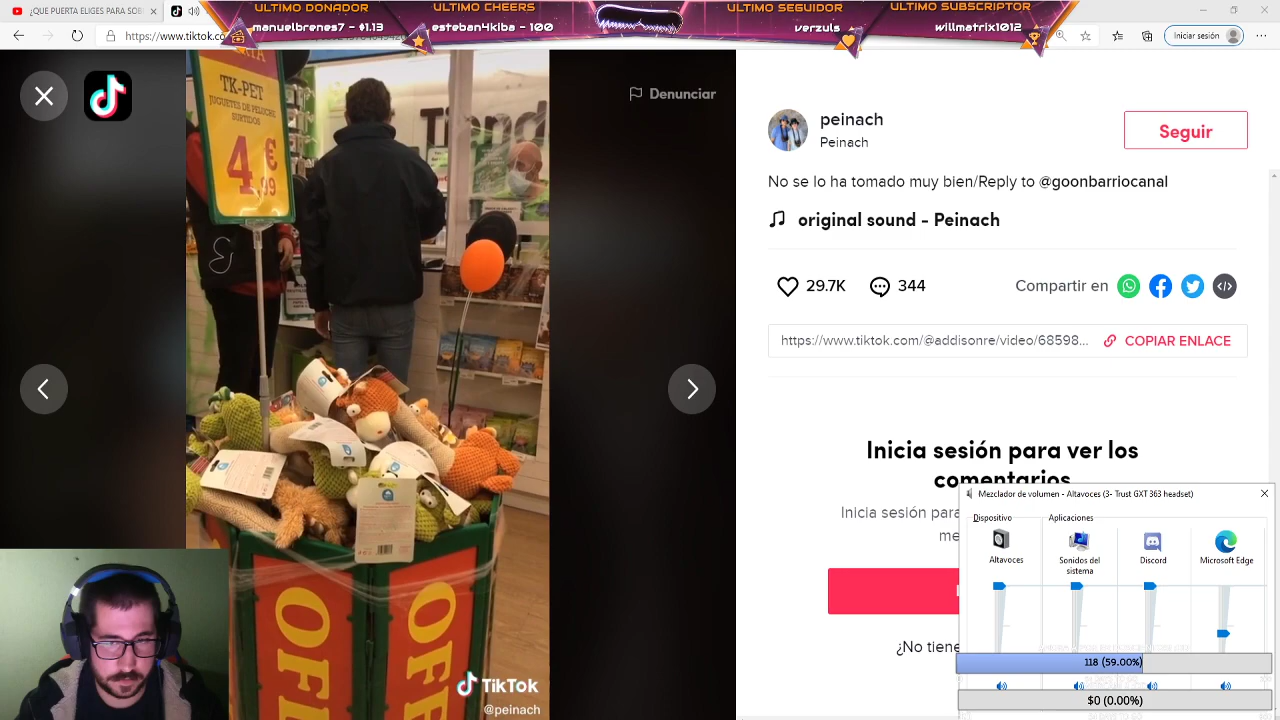 ULTIMO DONADOR
manuelbrenes7 - $1.13
ULTIMO CHEERS
esteban4kiba - 100
ULTIMO SEGUIDOR
verzuls
ULTIMO SUBSCRIPTOR
willmatrix1012
¿QUE PUERTA ELIGES PARA SOB
https://www.tiktok.co
Iniciar sesión
TK-PET
JUGUETES DE PELUCHE
SURTIDOS
4 €
,99
Denunciar
OFE
OFE
TikTok
@peinach
peinach
Peinach
Seguir
No se lo ha tomado muy bien/Reply to @goonbarriocanal
original sound - Peinach
29.7K
344
Compartir en
https://www.tiktok.com/@addisonre/video/68598...
COPIAR ENLACE
Inicia sesión para ver los
comentarios
Inicia sesión para
me
¿No tiene
Mezclador de volumen - Altavoces (3- Trust GXT 363 headset)
Dispositivo
Aplicaciones
Altavoces
Sonidos del
sistema
Discord
Microsoft Edge
118 (59.00%)
$0 (0.00%)